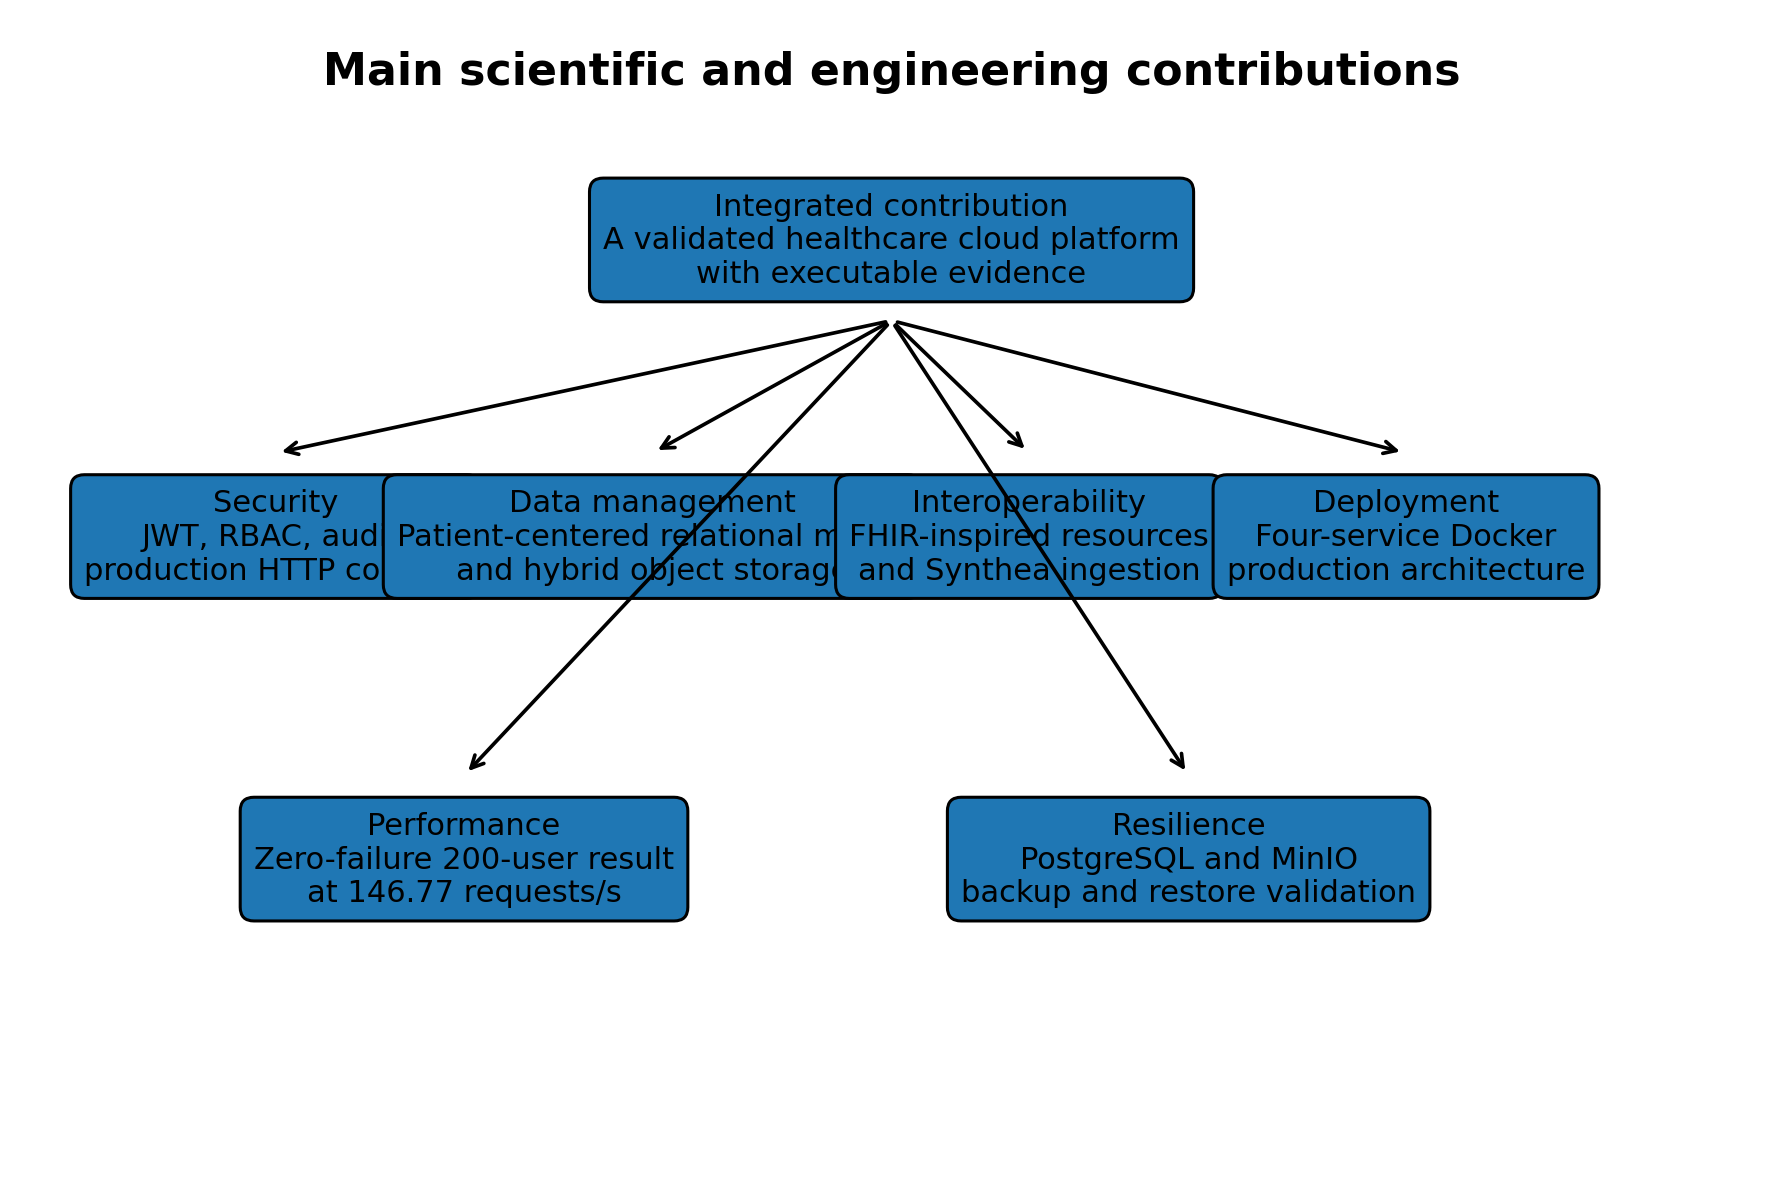 Main scientific and engineering contributions
Integrated contribution
A validated healthcare cloud platform
with executable evidence
Security
JWT, RBAC, aud
production HTTP co
Data management
Patient-centered relational m
and hybrid object storage
Interoperability
FHIR-inspired resources
and Synthea ingestion
Deployment
Four-service Docker
production architecture
Performance
Zero-failure 200-user result
at 146.77 requests/s
Resilience
PostgreSQL and MinIO
backup and restore validation